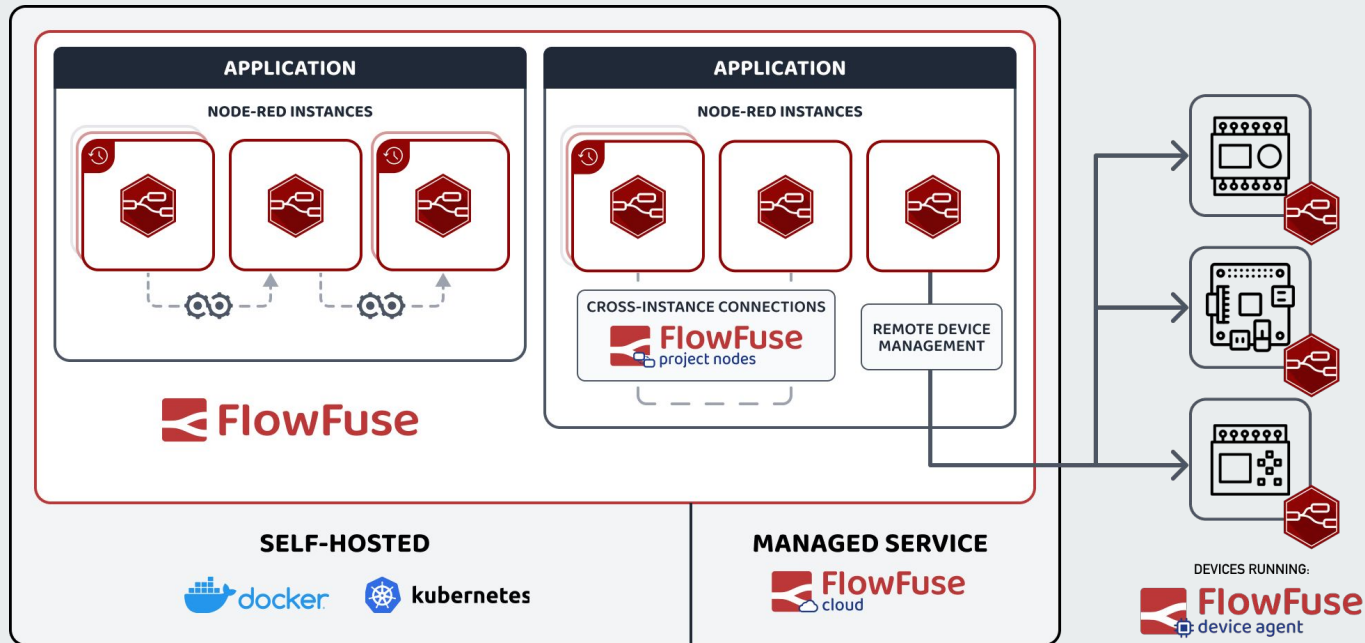 APPLICATION
NODE-RED INSTANCES
APPLICATION
NODE-RED INSTANCES
CROSS-INSTANCE CONNECTIONS
FlowFuse
project nodes
REMOTE DEVICE
MANAGEMENT
FlowFuse
SELF-HOSTED
docker
kubernetes
MANAGED SERVICE
FlowFuse
cloud
DEVICES RUNNING:
FlowFuse
device agent